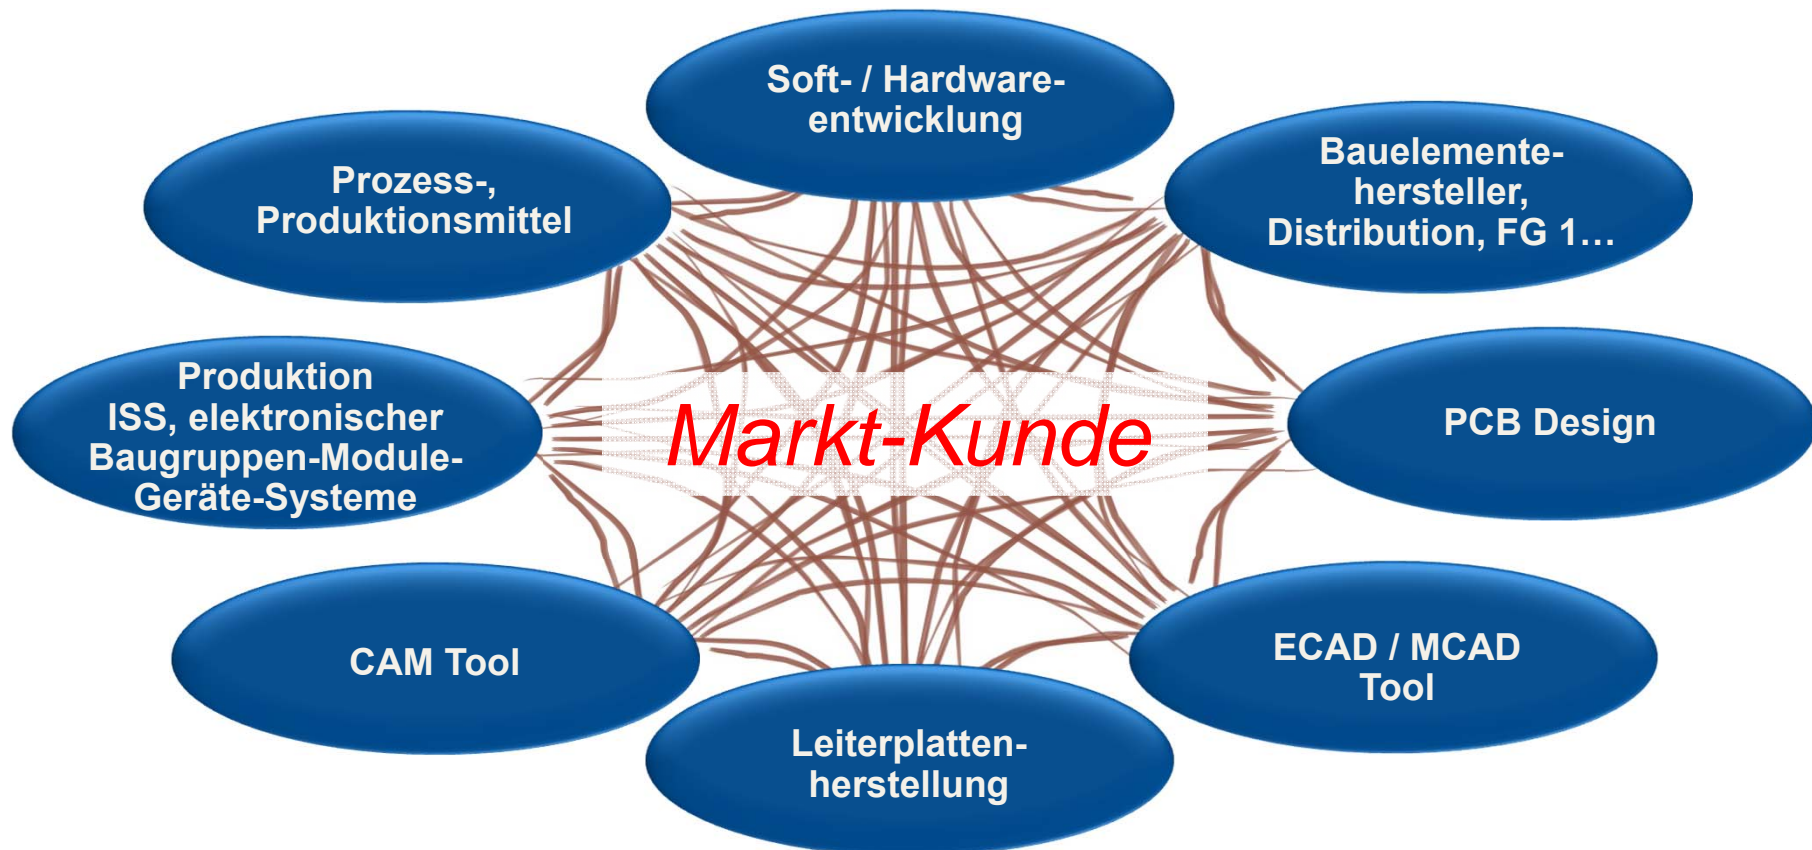 Soft- / Hardware-
entwicklung
Bauelemente-
hersteller,
Distribution, FG 1…
Prozess-,
Produktionsmittel
Produktion
ISS, elektronischer
Baugruppen-Module-
Geräte-Systeme
Markt-Kunde
PCB Design
CAM Tool
ECAD / MCAD
Tool
Leiterplatten-
herstellung